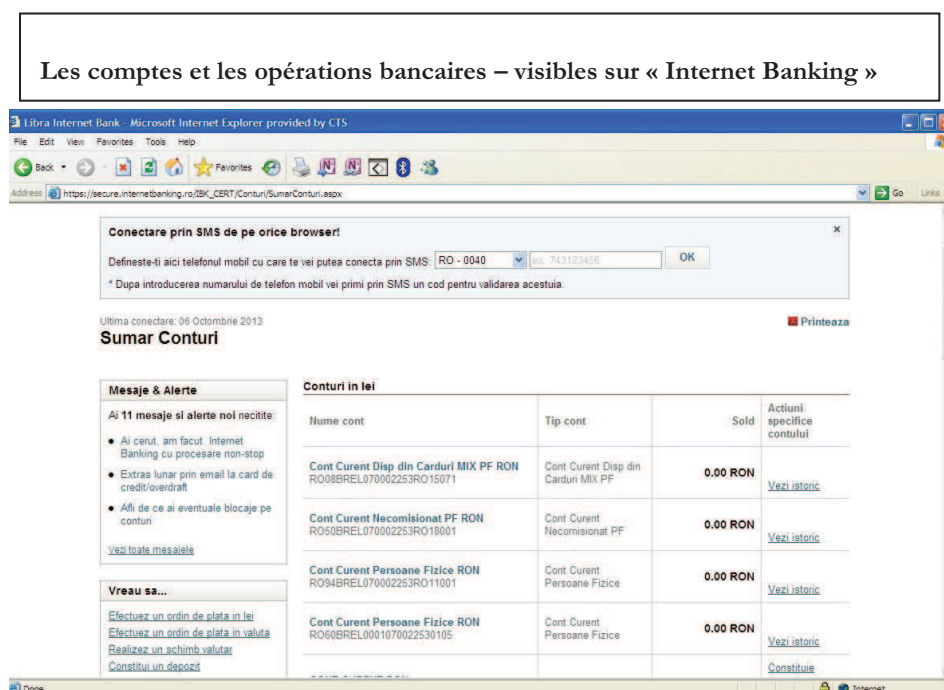 Les comptes et les opérations bancaires – visibles sur « Internet Banking »
Libra Internet Bank - Microsoft Internet Explorer provided by CTS
File Edit View Favorites Tools Help
Back Favorites
Address https://secure.internetbanking.ro/IBK_CERT/Conturi/SumarConturi.aspx Go Links
Conectare prin SMS de pe orice browser! ×
Defineste-ti aici telefonul mobil cu care te vei putea conecta prin SMS: RO - 0040 ex: 743123456 OK
* Dupa introducerea numarului de telefon mobil vei primi prin SMS un cod pentru validarea acestuia.
Ultima conectare: 06 Octombrie 2013
Printeaza
Sumar Conturi
Mesaje & Alerte
Ai 11 mesaje si alerte noi necitite:
Ai cerut, am facut: Internet
Banking cu procesare non-stop
Extras lunar prin email la card de
credit/overdraft
Afli de ce ai eventuale blocaje pe
conturi
Vezi toate mesajele
Vreau sa...
Efectuez un ordin de plata in lei
Efectuez un ordin de plata in valuta
Realizez un schimb valutar
Constitui un depozit
Conturi in lei
Nume cont Tip cont Sold Actiuni
specifice
contului
Cont Curent Disp din Carduri MIX PF RON Cont Curent Disp din
RO08BREL070002253RO15071 Carduri MIX PF 0.00 RON
Vezi istoric
Cont Curent Necomisionat PF RON Cont Curent
RO50BREL070002253RO18001 Necomisionat PF 0.00 RON
Vezi istoric
Cont Curent Persoane Fizice RON Cont Curent
RO94BREL070002253RO11001 Persoane Fizice 0.00 RON
Vezi istoric
Cont Curent Persoane Fizice RON Cont Curent
RO60BREL0001070022530105 Persoane Fizice 0.00 RON
Vezi istoric
Constituie
Done Internet